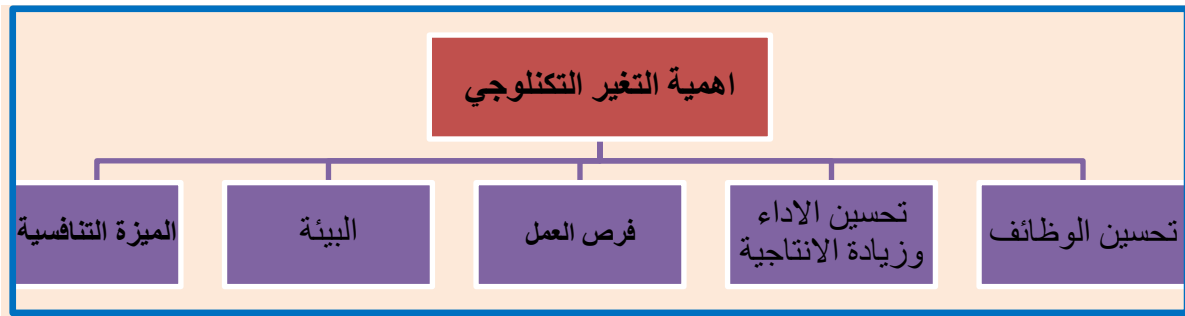 اهمية التغير التكنلوجي
تحسين الوظائف
تحسين الاداء
وزيادة الانتاجية
فرص العمل
البيئة
الميزة التنافسية